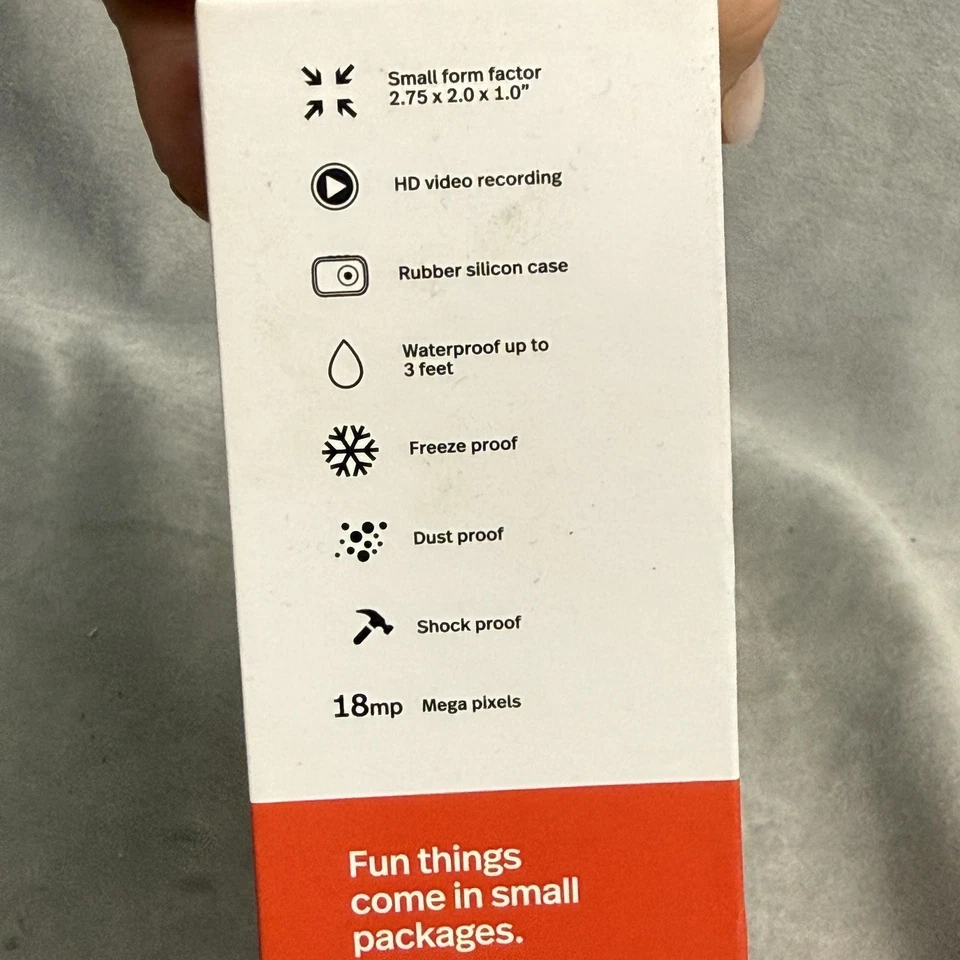 Small form factor
2.75 x 2.0 x 1.0”
HD video recording
Rubber silicon case
Waterproof up to
3 feet
Freeze proof
Dust proof
Shock proof
18mp Mega pixels
Fun things
come in small
packages.